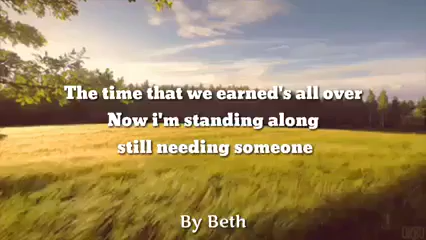 The time that we earned's all over
Now i'm standing along
still needing someone
By Beth